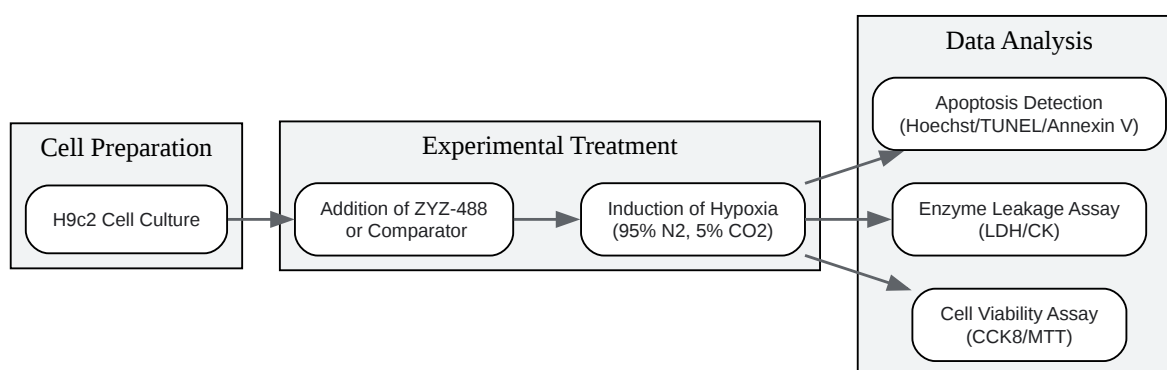 Cell Preparation
H9c2 Cell Culture
Experimental Treatment
Addition of ZYZ-488
or Comparator
Induction of Hypoxia
(95% N2, 5% CO2)
Data Analysis
Apoptosis Detection
(Hoechst/TUNEL/Annexin V)
Enzyme Leakage Assay
(LDH/CK)
Cell Viability Assay
(CCK8/MTT)